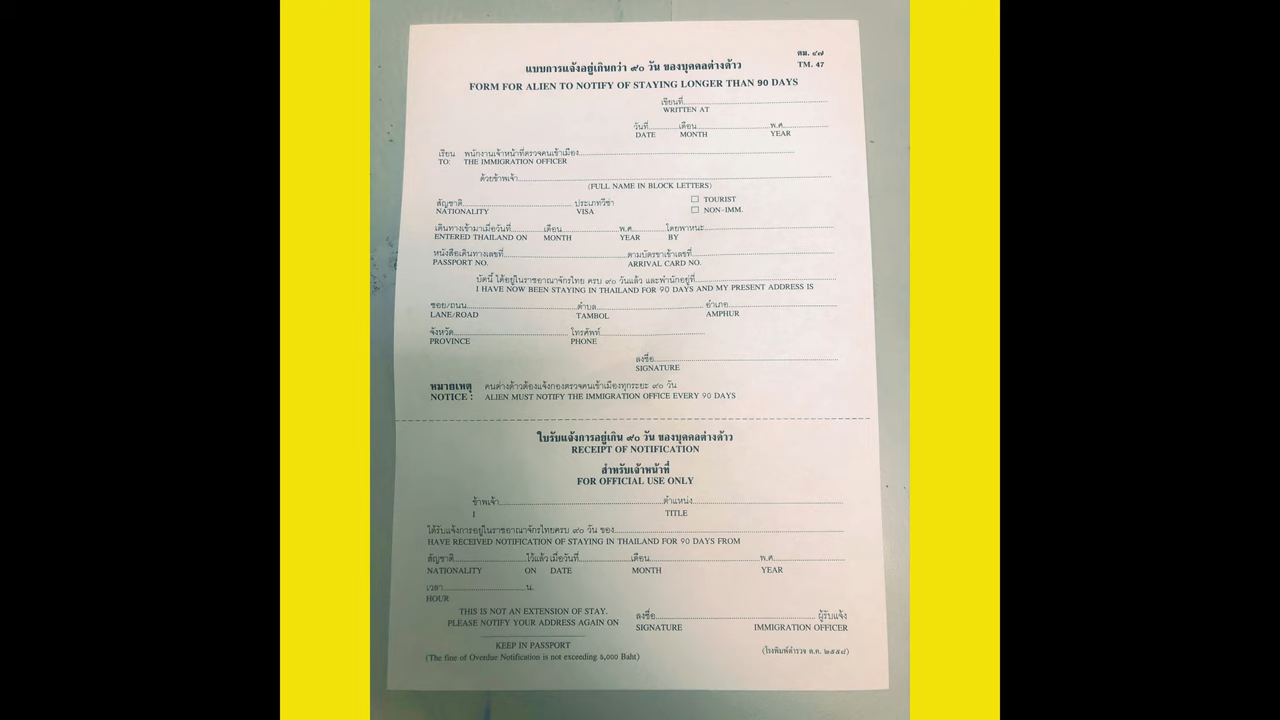 ตม. ๔๗
TM. 47
แบบการแจ้งอยู่เกินกว่า ๙๐ วัน ของบุคคลต่างด้าว
FORM FOR ALIEN TO NOTIFY OF STAYING LONGER THAN 90 DAYS
เขียนที่
WRITTEN AT
วันที่ เดือน พ.ศ.
DATE MONTH YEAR
เรียน พนักงานเจ้าหน้าที่ตรวจคนเข้าเมือง
TO: THE IMMIGRATION OFFICER
ด้วยข้าพเจ้า
(FULL NAME IN BLOCK LETTERS)
สัญชาติ ประเภทวีซ่า ☐ TOURIST
NATIONALITY VISA ☐ NON-IMM.
เดินทางเข้ามาเมื่อวันที่ เดือน พ.ศ. โดยพาหนะ
ENTERED THAILAND ON MONTH YEAR BY
หนังสือเดินทางเลขที่ ตามบัตรขาเข้าเลขที่
PASSPORT NO. ARRIVAL CARD NO.
บัดนี้ ได้อยู่ในราชอาณาจักรไทย ครบ ๙๐ วันแล้ว และพำนักอยู่ที่
I HAVE NOW BEEN STAYING IN THAILAND FOR 90 DAYS AND MY PRESENT ADDRESS IS
ซอย/ถนน ตำบล อำเภอ
LANE/ROAD TAMBOL AMPHUR
จังหวัด โทรศัพท์
PROVINCE PHONE
ลงชื่อ
SIGNATURE
หมายเหตุ คนต่างด้าวต้องแจ้งกองตรวจคนเข้าเมืองทุกระยะ ๙๐ วัน
NOTICE : ALIEN MUST NOTIFY THE IMMIGRATION OFFICE EVERY 90 DAYS
ใบรับแจ้งการอยู่เกิน ๙๐ วัน ของบุคคลต่างด้าว
RECEIPT OF NOTIFICATION
สำหรับเจ้าหน้าที่
FOR OFFICIAL USE ONLY
ข้าพเจ้า ตำแหน่ง
I TITLE
ได้รับแจ้งการอยู่ในราชอาณาจักรไทยครบ ๙๐ วัน ของ
HAVE RECEIVED NOTIFICATION OF STAYING IN THAILAND FOR 90 DAYS FROM
สัญชาติ ไว้แล้ว เมื่อวันที่ เดือน พ.ศ.
NATIONALITY ON DATE MONTH YEAR
เวลา น.
HOUR
THIS IS NOT AN EXTENSION OF STAY.
PLEASE NOTIFY YOUR ADDRESS AGAIN ON
ลงชื่อ ผู้รับแจ้ง
SIGNATURE IMMIGRATION OFFICER
KEEP IN PASSPORT
(The fine of Overdue Notification is not exceeding ๕,๐๐๐ Baht)
(โรงพิมพ์ตำรวจ ต.ค. ๒๕๕๘)